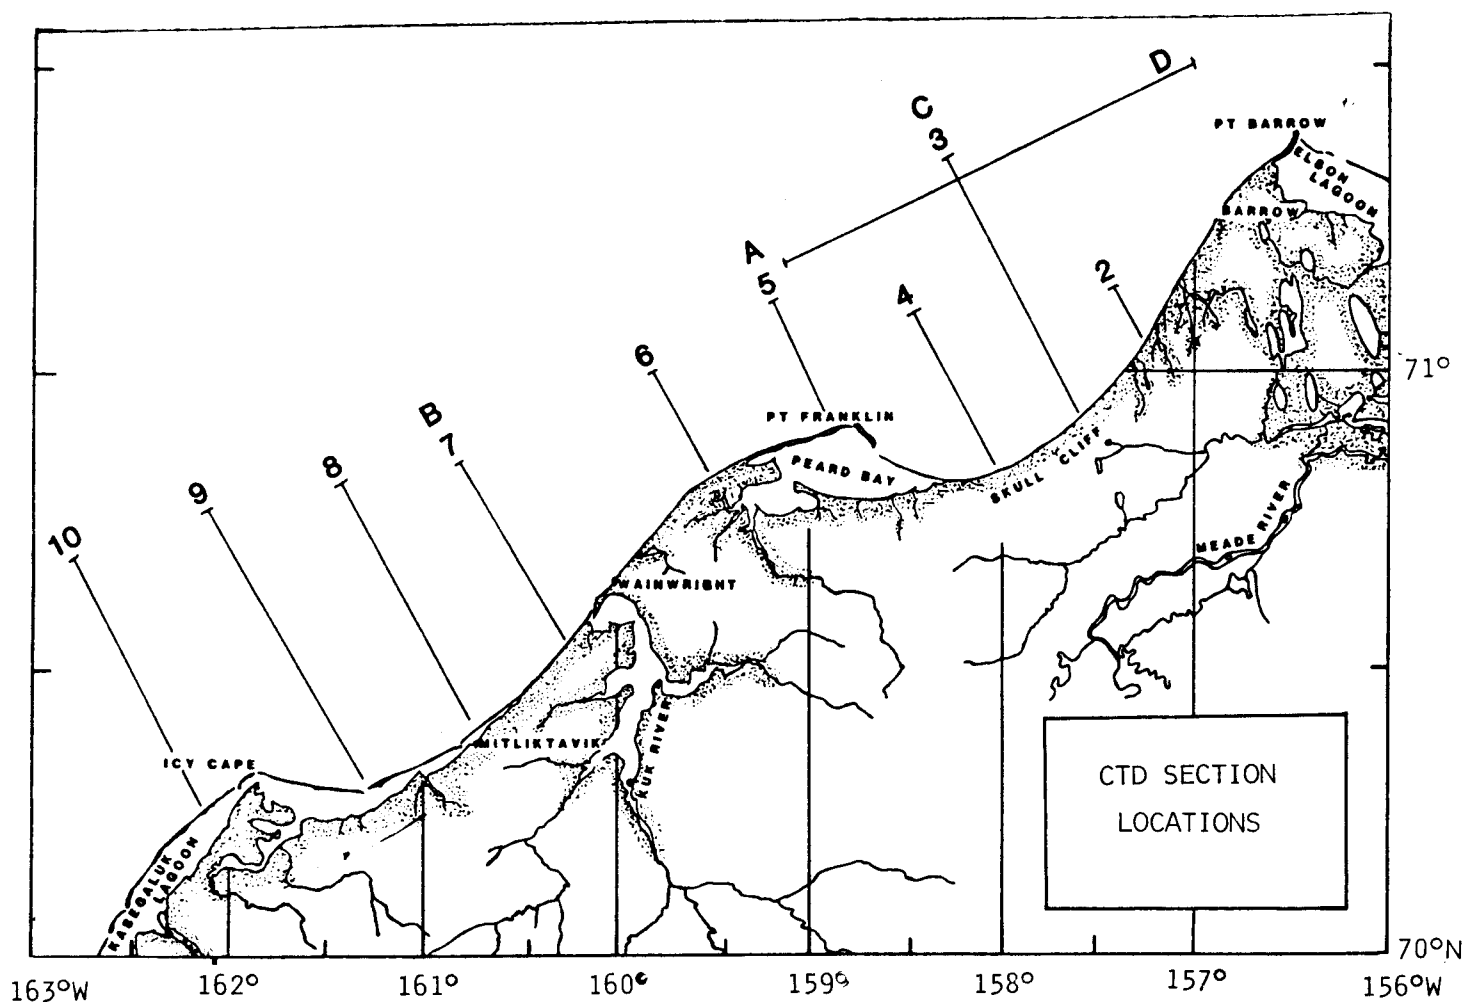 D
C
3
PT BARROW
ELSON
LAGOON
BARROW
A
5
4
2
6
71°
PT FRANKLIN
B
7
PEARD BAY
SKULL CLIFF
8
9
10
MEADE RIVER
WAINWRIGHT
MITLIKTAVIK
KUK RIVER
ICY CAPE
KASEGALUK
LAGOON
CTD SECTION
LOCATIONS
70°N
163°W 162° 161° 160° 159° 158° 157° 156°W